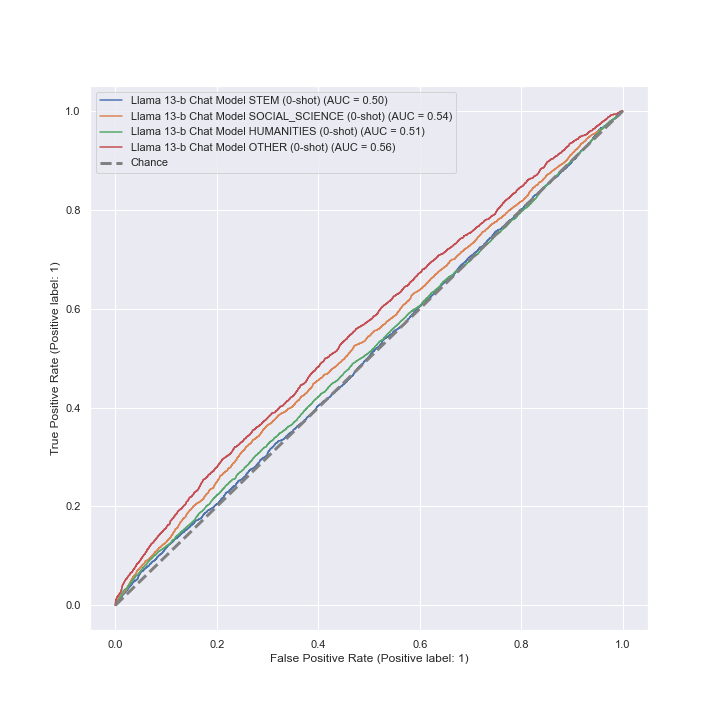 Llama 13-b Chat Model STEM (0-shot) (AUC = 0.50)
Llama 13-b Chat Model SOCIAL_SCIENCE (0-shot) (AUC = 0.54)
Llama 13-b Chat Model HUMANITIES (0-shot) (AUC = 0.51)
Llama 13-b Chat Model OTHER (0-shot) (AUC = 0.56)
Chance
1.0
0.8
0.6
0.4
0.2
0.0
True Positive Rate (Positive label: 1)
0.0 0.2 0.4 0.6 0.8 1.0
False Positive Rate (Positive label: 1)